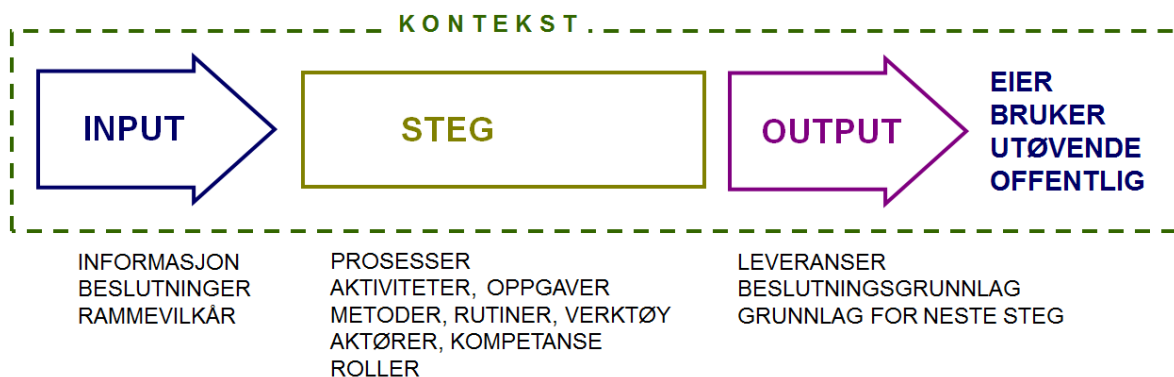 KONTEKST
INPUT
STEG
OUTPUT
EIER
BRUKER
UTØVENDE
OFFENTLIG
INFORMASJON
BESLUTNINGER
RAMMEVILKÅR
PROSESSER
AKTIVITETER, OPPGAVER
METODER, RUTINER, VERKTØY
AKTØRER, KOMPETANSE
ROLLER
LEVERANSER
BESLUTNINGSGRUNNLAG
GRUNNLAG FOR NESTE STEG